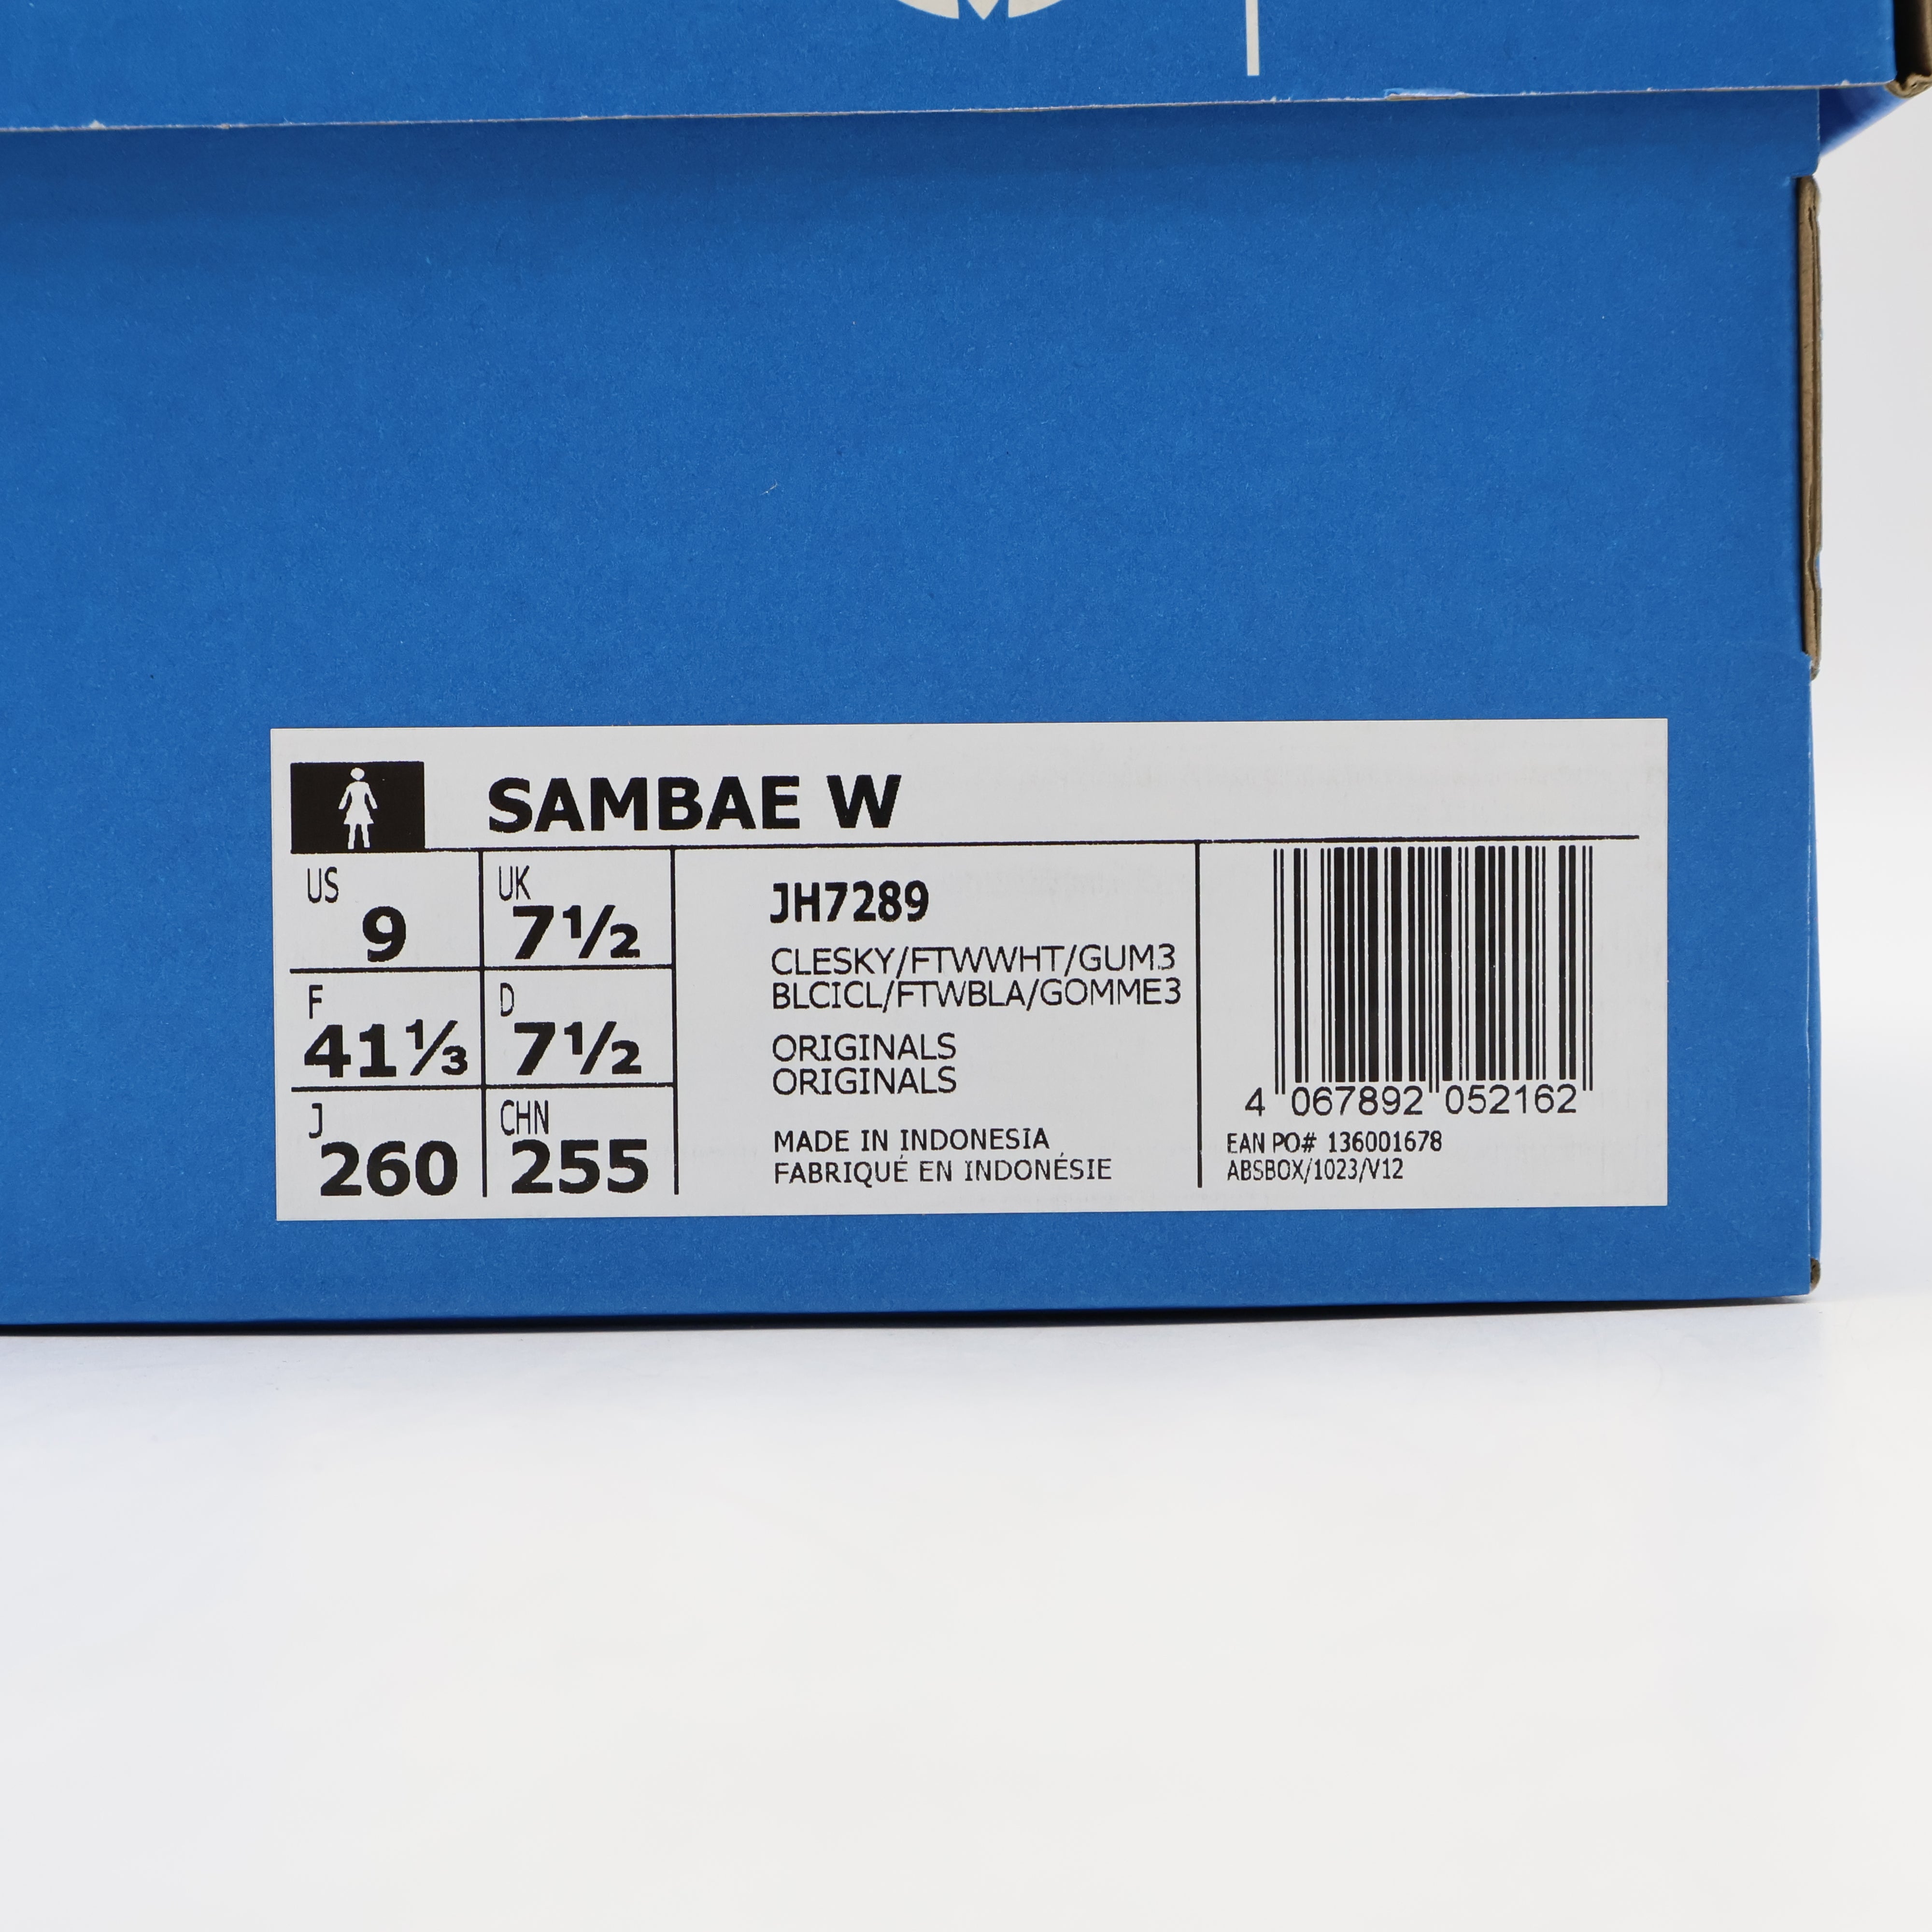 SAMBAE W
US
9
UK
7½
F
41⅓
D
7½
J
260
CHN
255
JH7289
CLESKY/FTWWHT/GUM3
BLCICL/FTWBLA/GOMME3
ORIGINALS
ORIGINALS
MADE IN INDONESIA
FABRIQUÉ EN INDONÉSIE
4 067892 052162
EAN PO# 136001678
ABSBOX/1023/V12